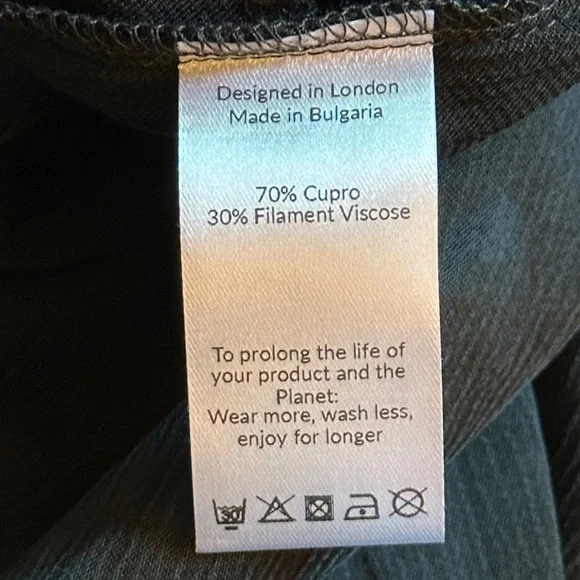 Designed in London
Made in Bulgaria
70% Cupro
30% Filament Viscose
To prolong the life of
your product and the
Planet:
Wear more, wash less,
enjoy for longer
30